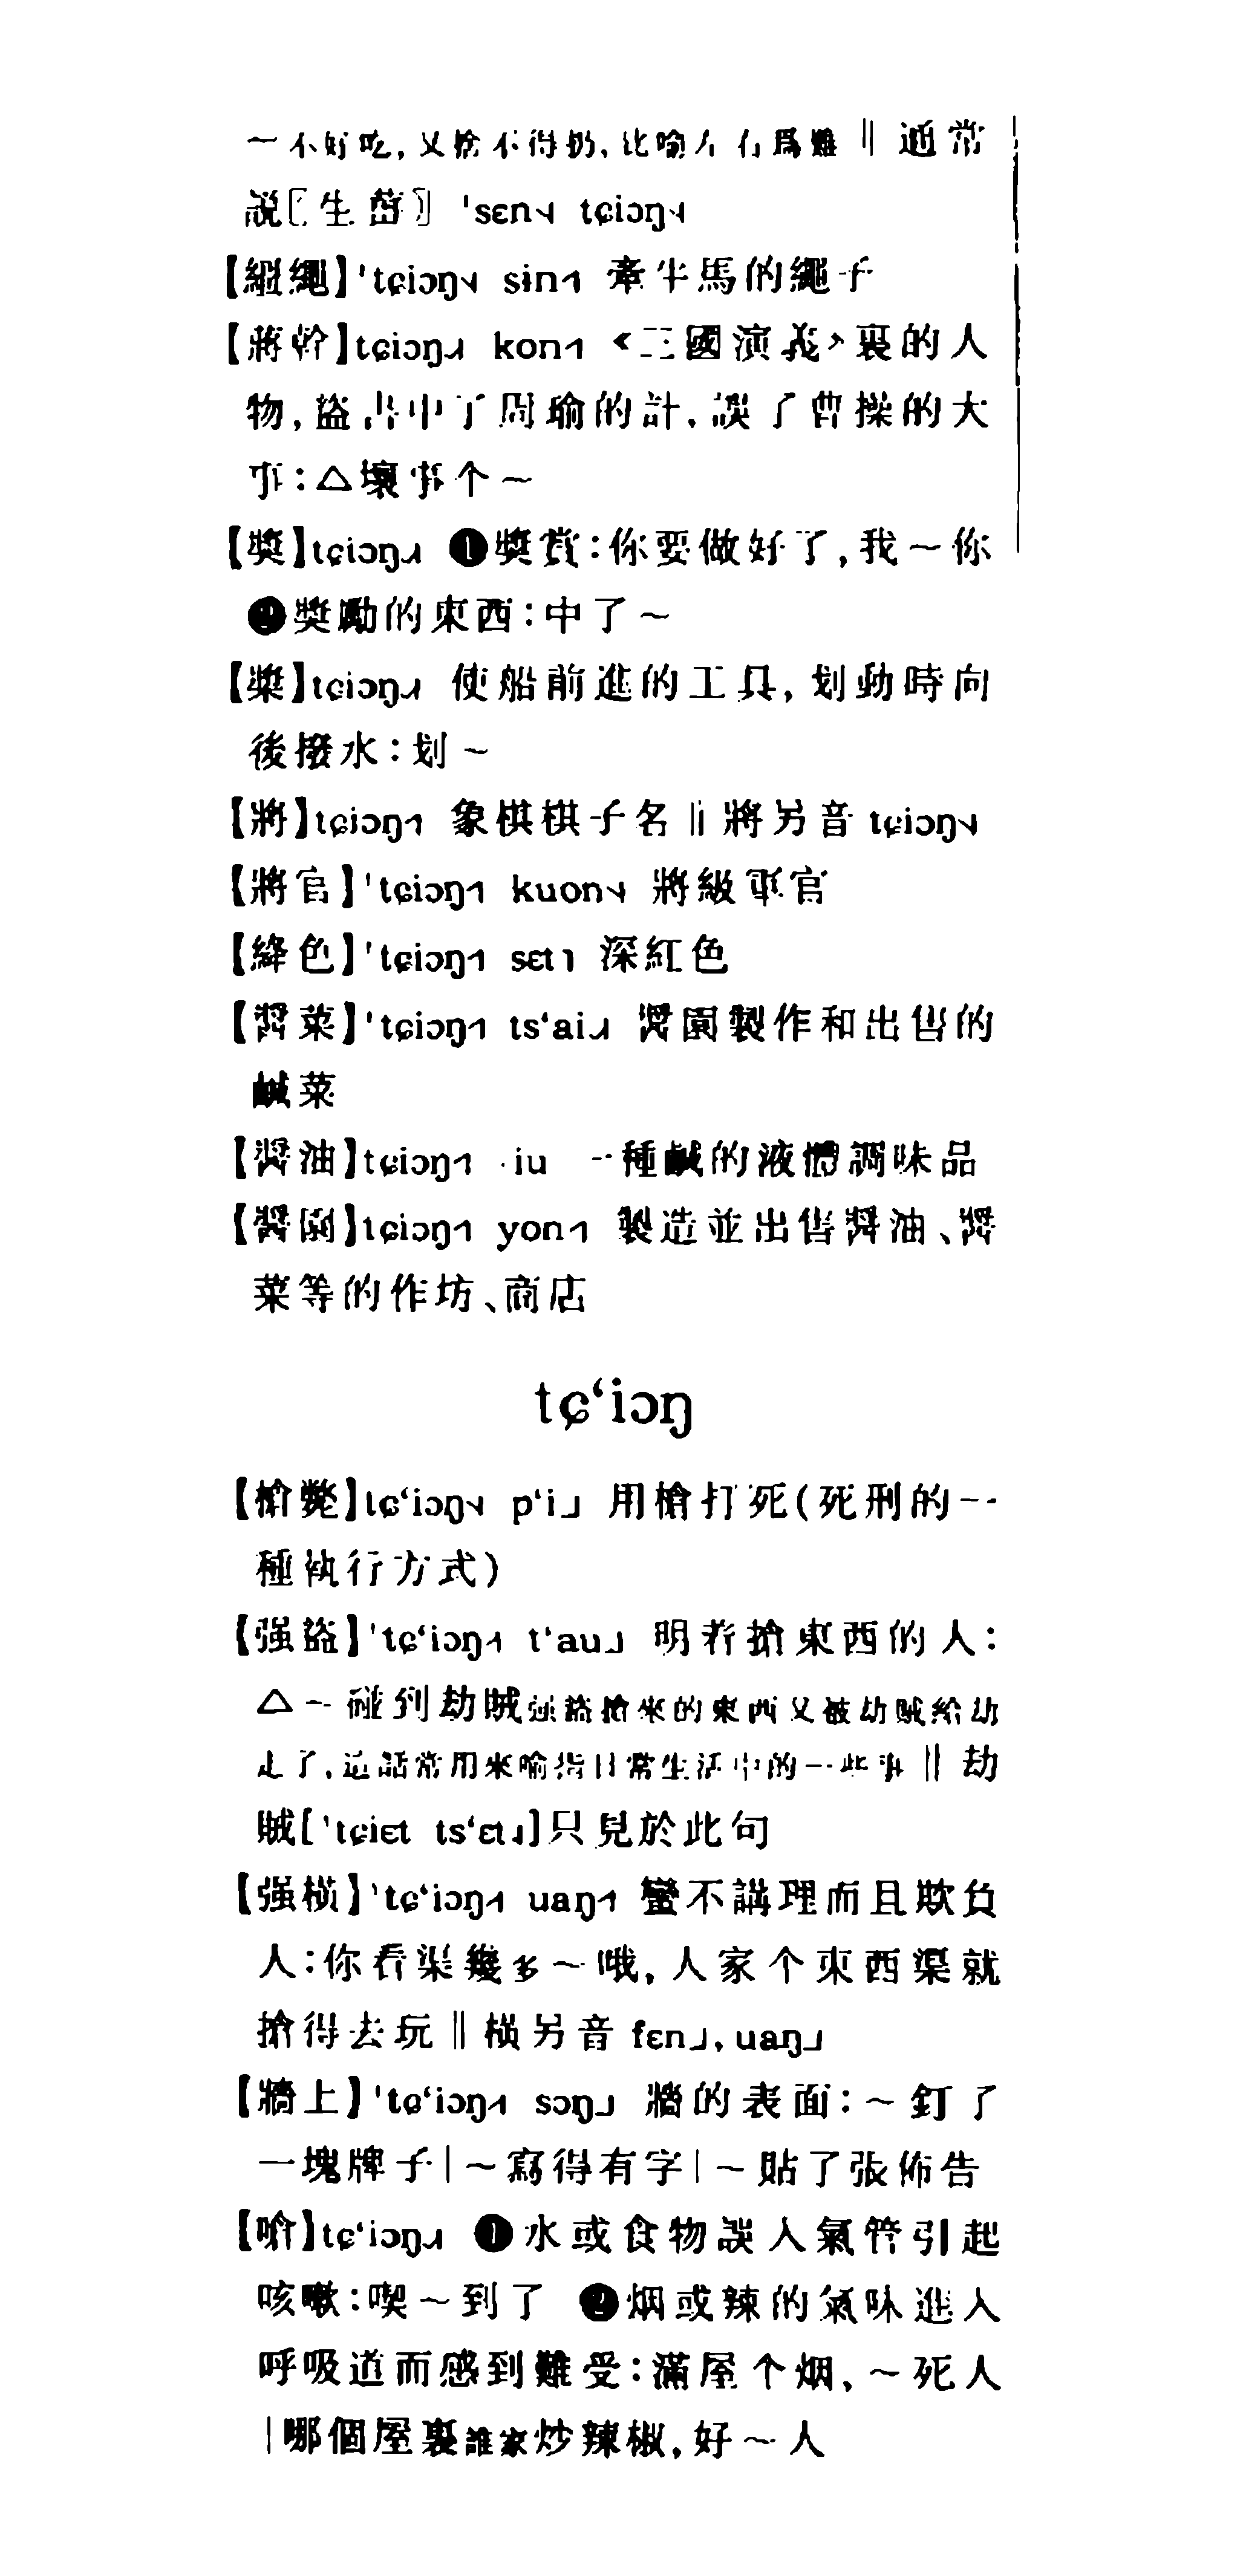 ～不好吃，又捨不得扔，比喻左右爲難‖通常
説〖生薑〗 'sɛn˧˩ tɕiɔŋ˧˩
【繮繩】'tɕiɔŋ˧˩ sin˧˥ 牽牛馬的繩子
【蔣幹】tɕiɔŋ˨˦ kon˧˥ 《三國演義》裏的人
物，盜書中了周瑜的計，誤了曹操的大
事：△壞事个～
【獎】tɕiɔŋ˨˦ ❶獎賞：你要做好了，我～你
❷獎勵的東西：中了～
【槳】tɕiɔŋ˨˦ 使船前進的工具，划動時向
後撥水：划～
【將】tɕiɔŋ˧˥ 象棋棋子名‖將另音 tɕiɔŋ˧˩
【將官】'tɕiɔŋ˧˥ kuon˧˩ 將級軍官
【絳色】'tɕiɔŋ˧˥ sɛt˥ 深紅色
【醬菜】'tɕiɔŋ˧˥ ts‘ai˨˦ 醬園製作和出售的
鹹菜
【醬油】tɕiɔŋ˧˥ ·iu 一種鹹的液體調味品
【醬園】tɕiɔŋ˧˥ yon˧˥ 製造並出售醬油、醬
菜等的作坊、商店
tɕ‘iɔŋ
【槍斃】tɕ‘iɔŋ˧˩ p‘i˩ 用槍打死（死刑的一
種執行方式）
【强盜】'tɕ‘iɔŋ˧˥ t‘au˩ 明着搶東西的人：
△～碰到劫賊强盜搶來的東西又被劫賊給劫
走了，這話常用來喻指日常生活中的一些事‖劫
賊['tɕiɛt ts‘ɛt˨]只見於此句
【强横】'tɕ‘iɔŋ˧˥ uaŋ˧˥ 蠻不講理而且欺負
人：你看渠幾多～哦，人家个東西渠就
搶得去玩‖横另音 fɛn˩，uaŋ˩
【牆上】'tɕ‘iɔŋ˧˥ sɔŋ˩ 牆的表面：～釘了
一塊牌子｜～寫得有字｜～貼了張佈告
【嗆】tɕ‘iɔŋ˨˦ ❶水或食物誤入氣管引起
咳嗽：喫～到了 ❷烟或辣的氣味進入
呼吸道而感到難受：滿屋个烟，～死人
｜哪個屋裏誰家炒辣椒，好～人